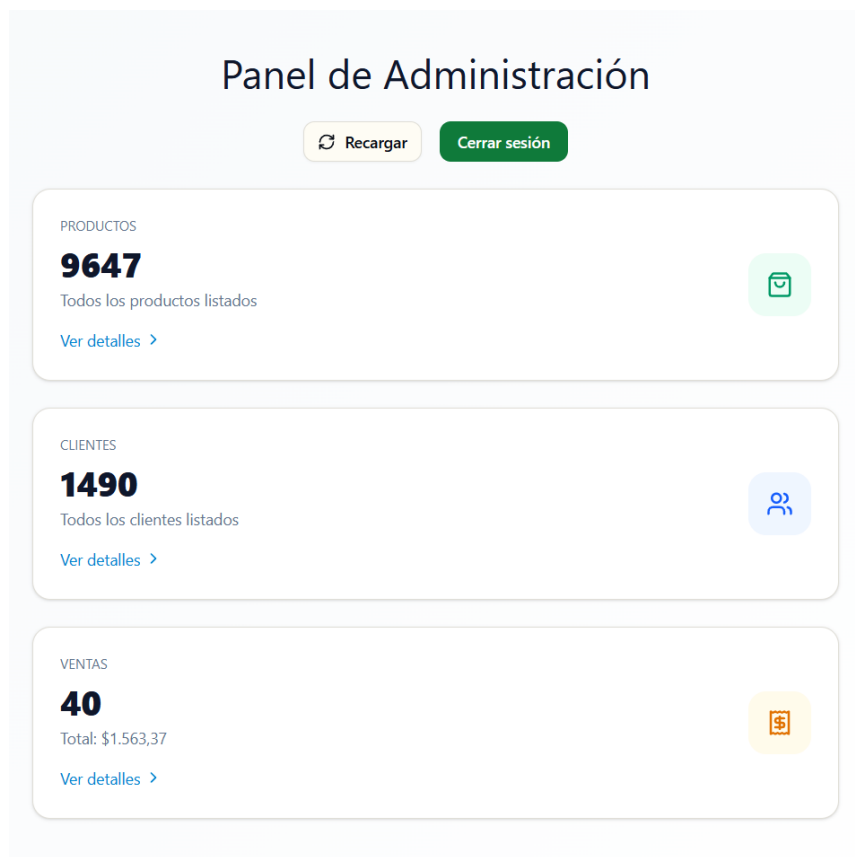 Panel de Administración
Recargar
Cerrar sesión
PRODUCTOS
9647
Todos los productos listados
Ver detalles
CLIENTES
1490
Todos los clientes listados
Ver detalles
VENTAS
40
Total: $1.563,37
Ver detalles